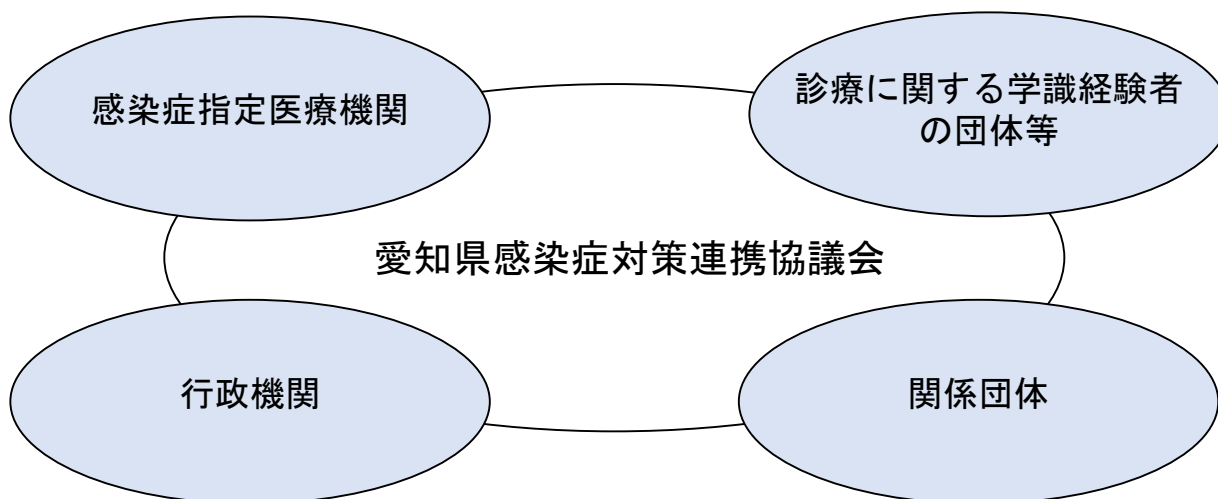 感染症指定医療機関
診療に関する学識経験者
の団体等
愛知県感染症対策連携協議会
行政機関
関係団体